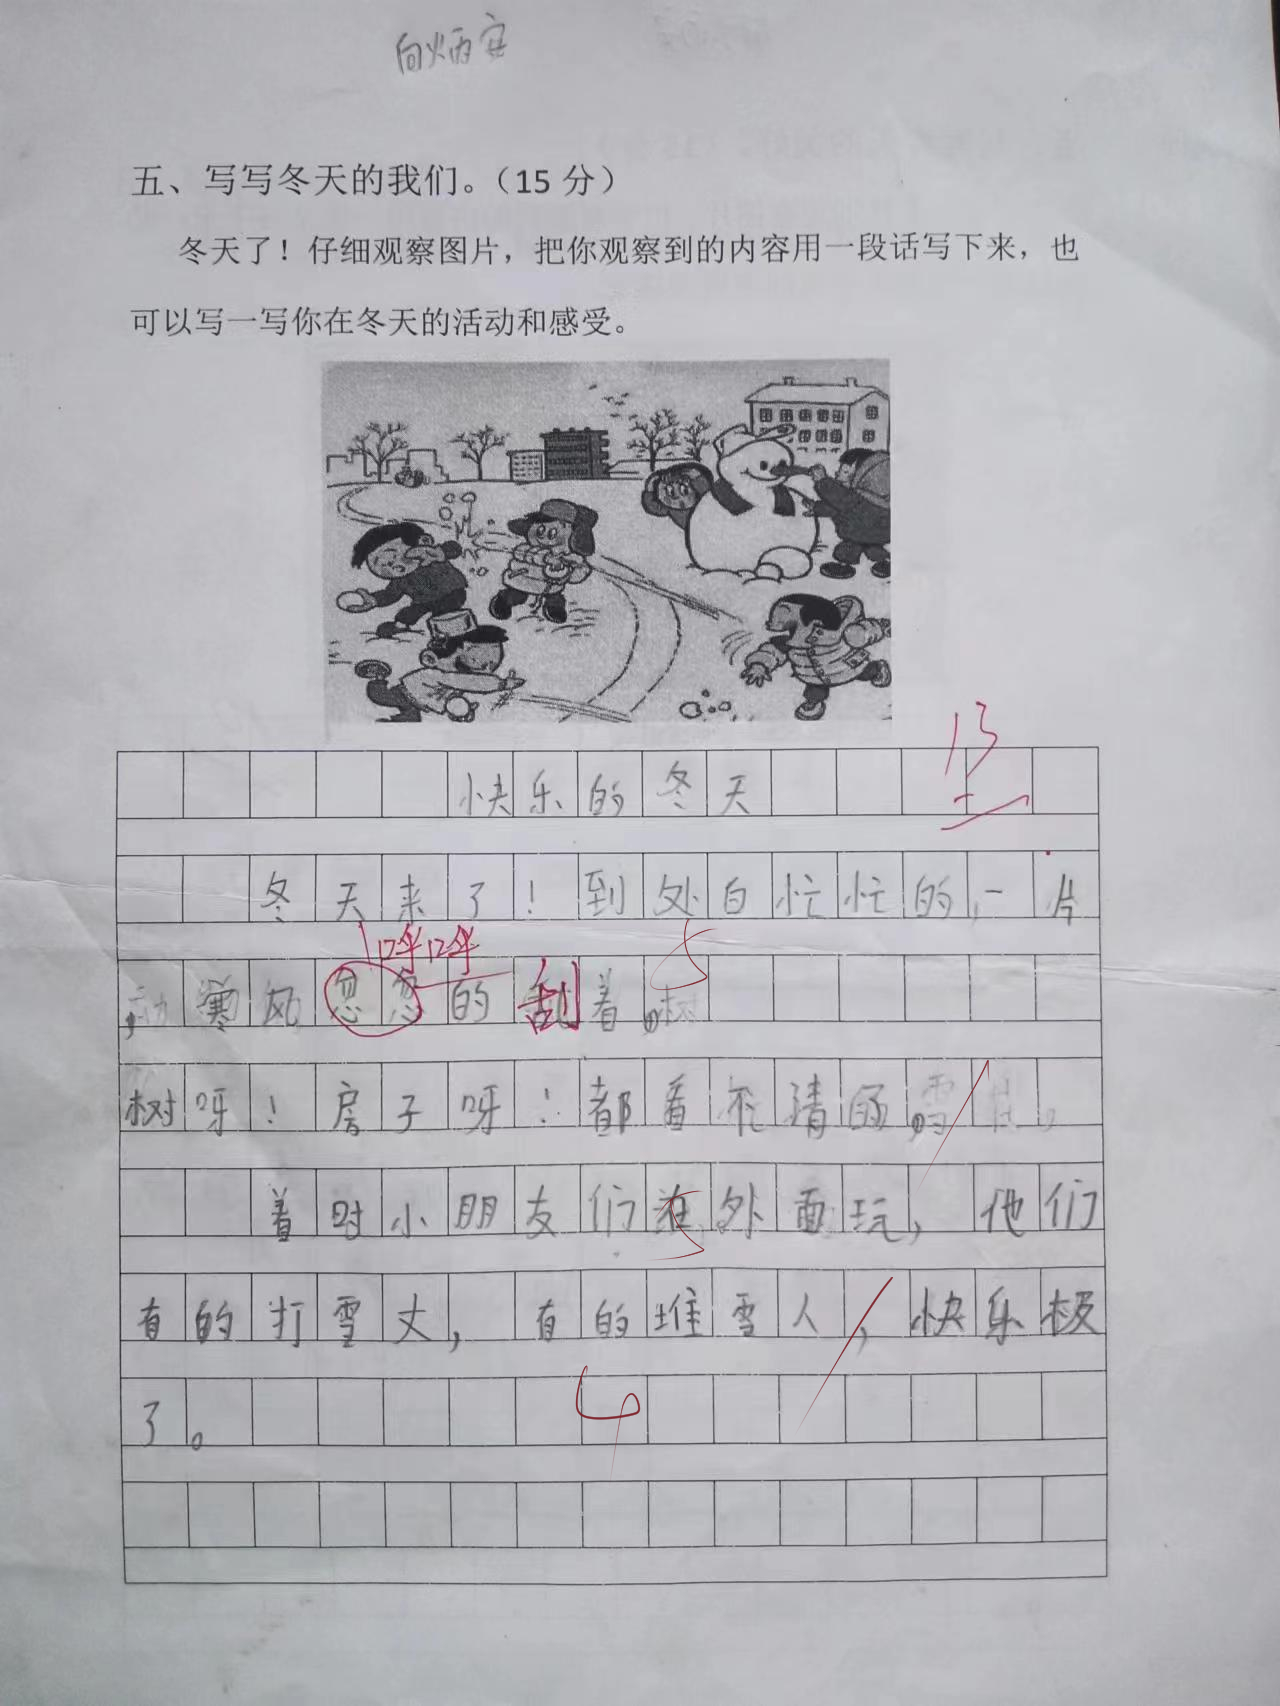 向炳安
五、写写冬天的我们。（15 分）
冬天了！仔细观察图片，把你观察到的内容用一段话写下来，也
可以写一写你在冬天的活动和感受。
13
快乐的冬天
冬天来了！到处白忙忙的，一片
呼呼
5
寒风忽忽的刮着，树
树呀！房子呀！都看不清了，雪
着时小朋友们在外面玩，他们
5
有的打雪丈，有的堆雪人，快乐极
了。